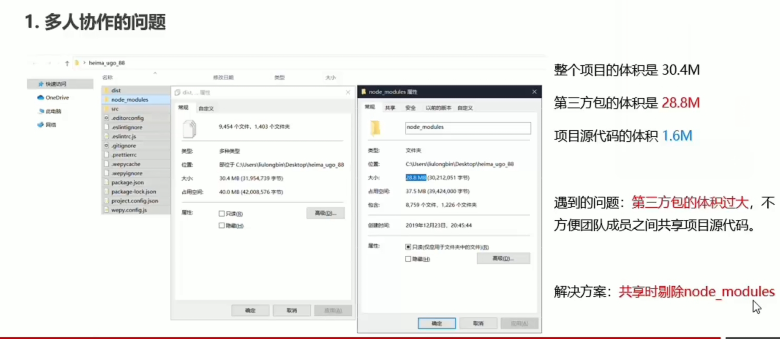 1. 多人协作的问题
heima_ugo_88
名称 修改日期 类型 大小
快速访问
OneDrive
此电脑
网络
dist
node_modules
src
.editorconfig
.eslintignore
.eslintrc.js
.gitignore
.prettierrc
.wepycache
.wepyignore
package.json
package-lock.json
project.config.json
wepy.config.js
dist, ... 属性
常规 自定义
9,454 个文件，1,403 个文件夹
类型: 多种类型
位置: 都位于 C:\Users\liulongbin\Desktop\heima_ugo_88
大小: 30.4 MB (31,954,739 字节)
占用空间: 40.0 MB (42,008,576 字节)
属性: 只读(R) 高级(D)...
隐藏(H)
确定 取消 应用(A)
node_modules 属性
常规 共享 安全 以前的版本 自定义
node_modules
类型: 文件夹
位置: C:\Users\liulongbin\Desktop\heima_ugo_88
大小: 28.8 MB (30,212,051 字节)
占用空间: 37.5 MB (39,424,000 字节)
包含: 8,759 个文件，1,226 个文件夹
创建时间: 2019年12月23日，20:45:44
属性: 只读(仅应用于文件夹中的文件)(R)
隐藏(H) 高级(D)...
确定 取消 应用(A)
整个项目的体积是 30.4M
第三方包的体积是 28.8M
项目源代码的体积 1.6M
遇到的问题：第三方包的体积过大，不
方便团队成员之间共享项目源代码。
解决方案：共享时剔除node_modules